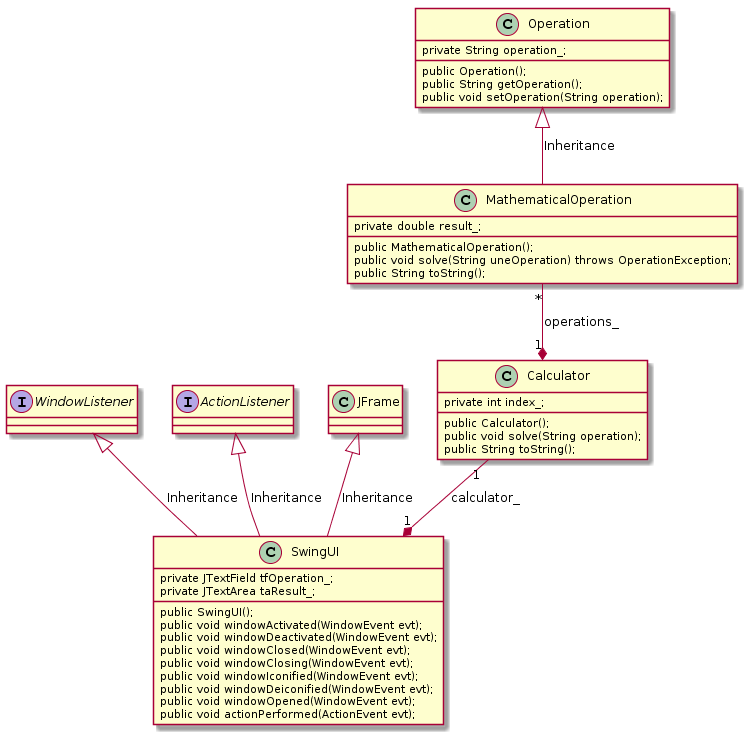 C Operation
private String operation_;
public Operation();
public String getOperation();
public void setOperation(String operation);
Inheritance
C MathematicalOperation
private double result_;
public MathematicalOperation();
public void solve(String uneOperation) throws OperationException;
public String toString();
*
operations_
1
I WindowListener
I ActionListener
C JFrame
C Calculator
private int index_;
public Calculator();
public void solve(String operation);
public String toString();
1
Inheritance
Inheritance
Inheritance
calculator_
1
C SwingUI
private JTextField tfOperation_;
private JTextArea taResult_;
public SwingUI();
public void windowActivated(WindowEvent evt);
public void windowDeactivated(WindowEvent evt);
public void windowClosed(WindowEvent evt);
public void windowClosing(WindowEvent evt);
public void windowIconified(WindowEvent evt);
public void windowDeiconified(WindowEvent evt);
public void windowOpened(WindowEvent evt);
public void actionPerformed(ActionEvent evt);